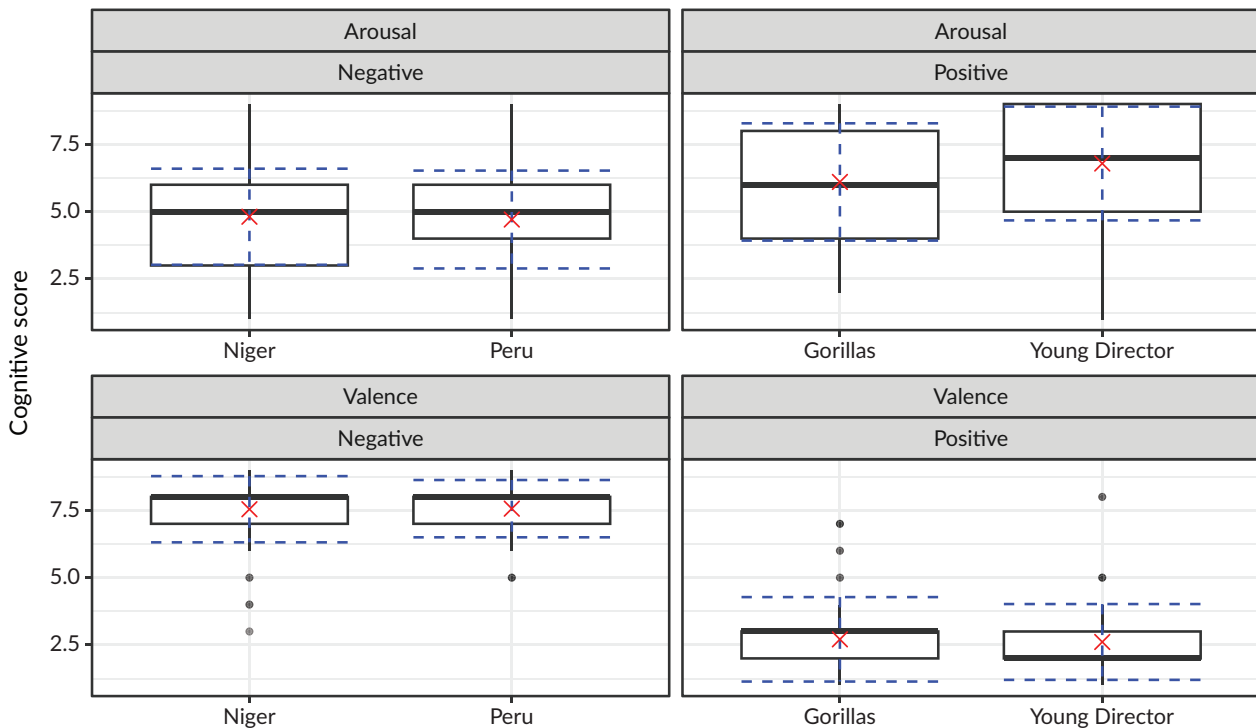 Arousal
Arousal
Negative
Positive
7.5
5.0
2.5
Niger
Peru
Gorillas
Young Director
Cognitive score
Valence
Valence
Negative
Positive
7.5
5.0
2.5
Niger
Peru
Gorillas
Young Director